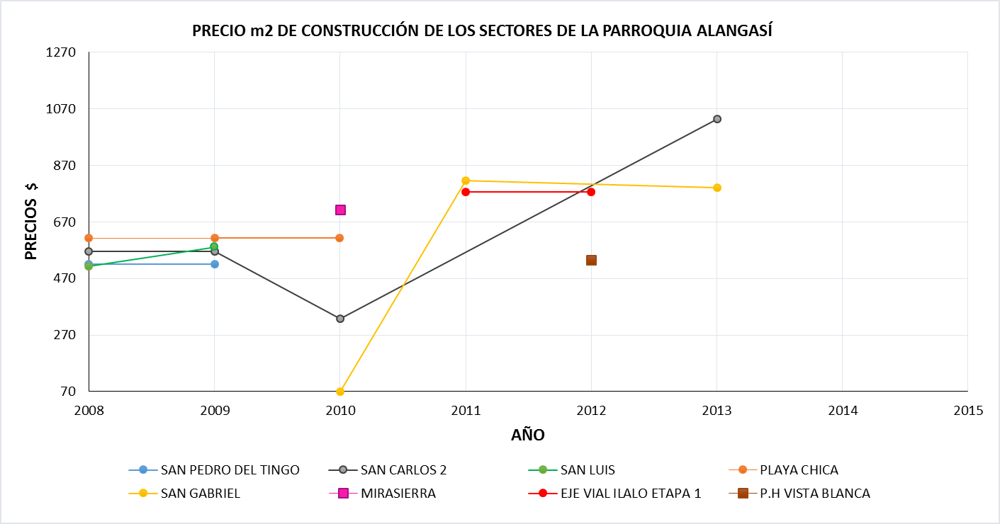 PRECIO m2 DE CONSTRUCCIÓN DE LOS SECTORES DE LA PARROQUIA ALANGASÍ
1270
1070
870
670
470
270
70
PRECIOS $
2008 2009 2010 2011 2012 2013 2014 2015
AÑO
SAN PEDRO DEL TINGO SAN CARLOS 2 SAN LUIS PLAYA CHICA
SAN GABRIEL MIRASIERRA EJE VIAL ILALO ETAPA 1 P.H VISTA BLANCA